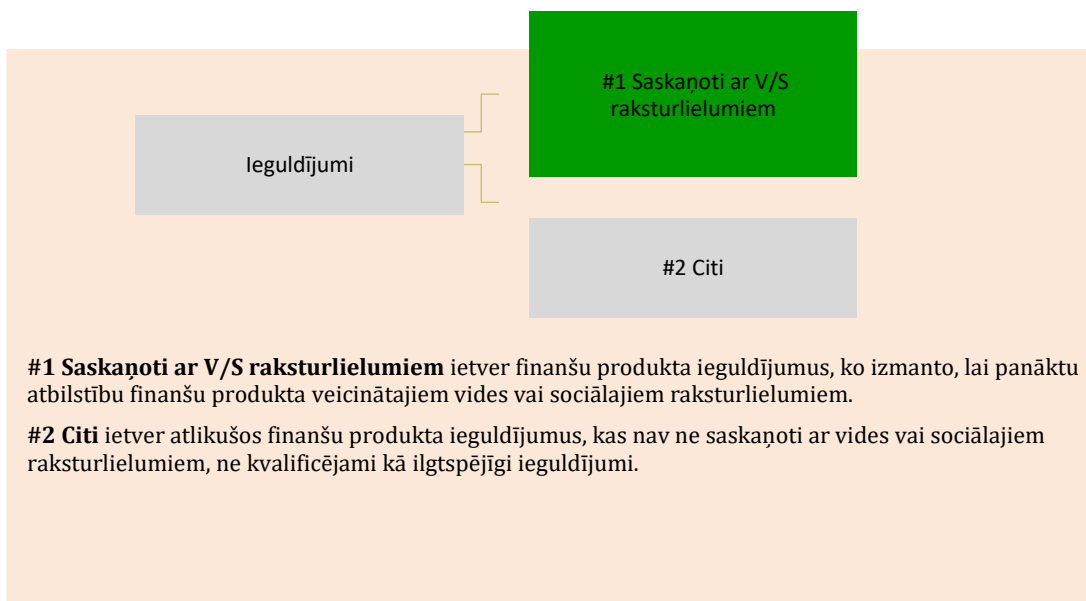 #1 Saskaņoti ar V/S
raksturlielumiem
Ieguldījumi
#2 Citi
#1 Saskaņoti ar V/S raksturlielumiem ietver finanšu produkta ieguldījumus, ko izmanto, lai panāktu
atbilstību finanšu produkta veicinātajiem vides vai sociālajiem raksturlielumiem.
#2 Citi ietver atlikušos finanšu produkta ieguldījumus, kas nav ne saskaņoti ar vides vai sociālajiem
raksturlielumiem, ne kvalificējami kā ilgtspējīgi ieguldījumi.